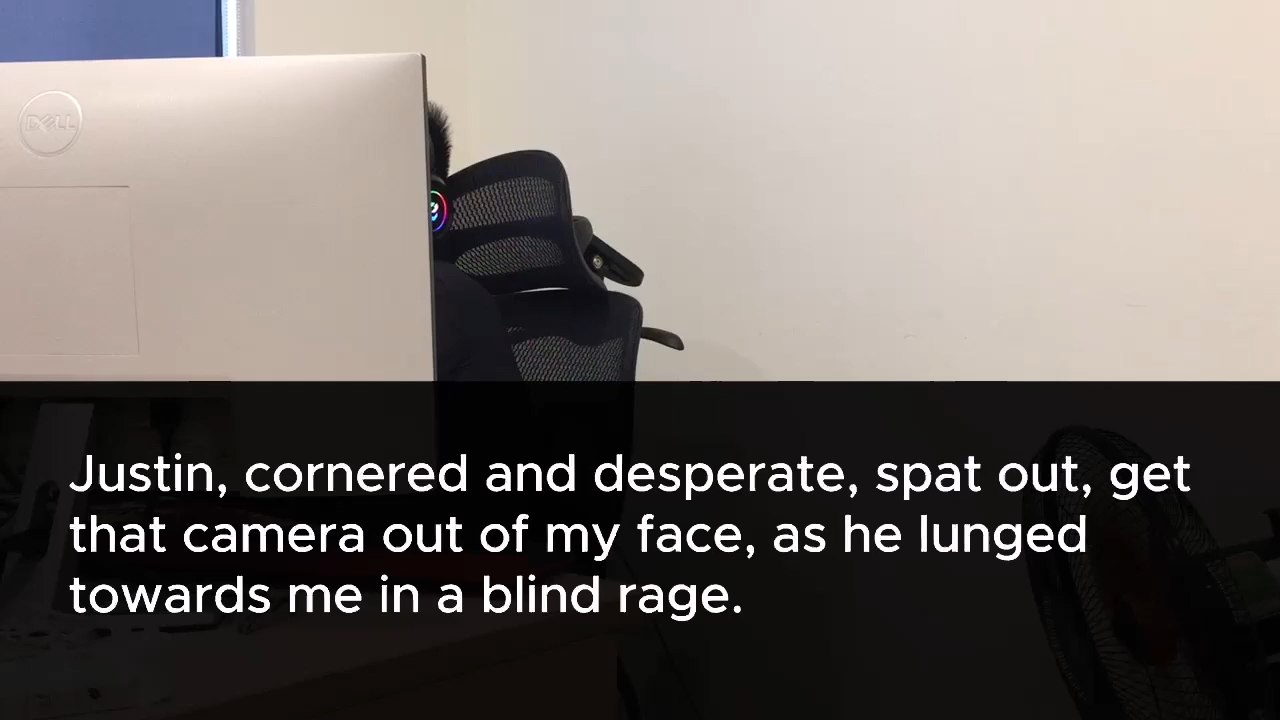 DELL
Justin, cornered and desperate, spat out, get
that camera out of my face, as he lunged
towards me in a blind rage.